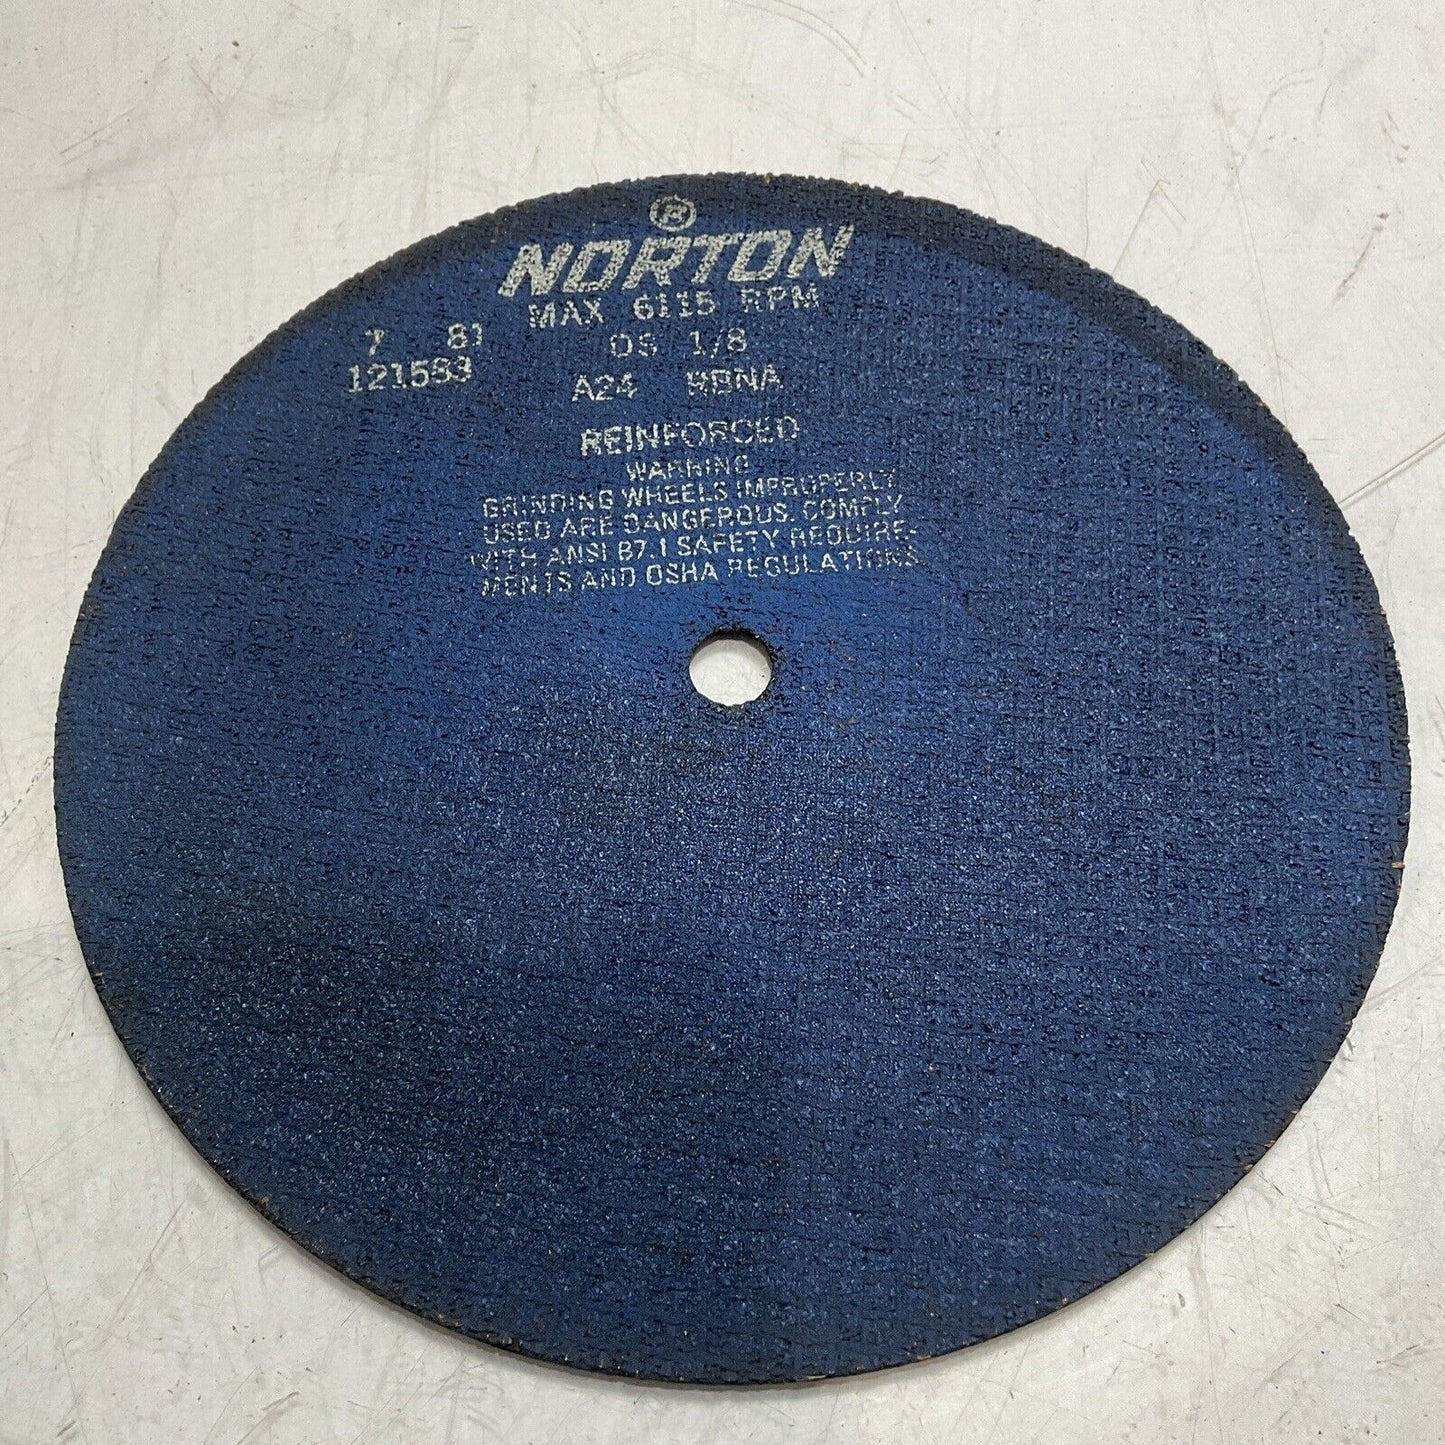 ®
NORTON
MAX 6115 RPM
7 81
OS 1/8
121583
A24 RBNA
REINFORCED
WARNING
GRINDING WHEELS IMPROPERLY
USED ARE DANGEROUS. COMPLY
WITH ANSI B7.1 SAFETY REQUIRE-
MENTS AND OSHA REGULATIONS